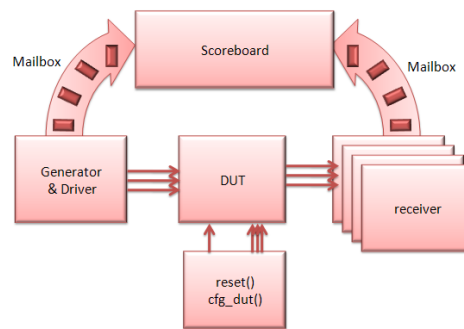 Scoreboard
Mailbox
Mailbox
Generator
& Driver
DUT
receiver
reset()
cfg_dut()